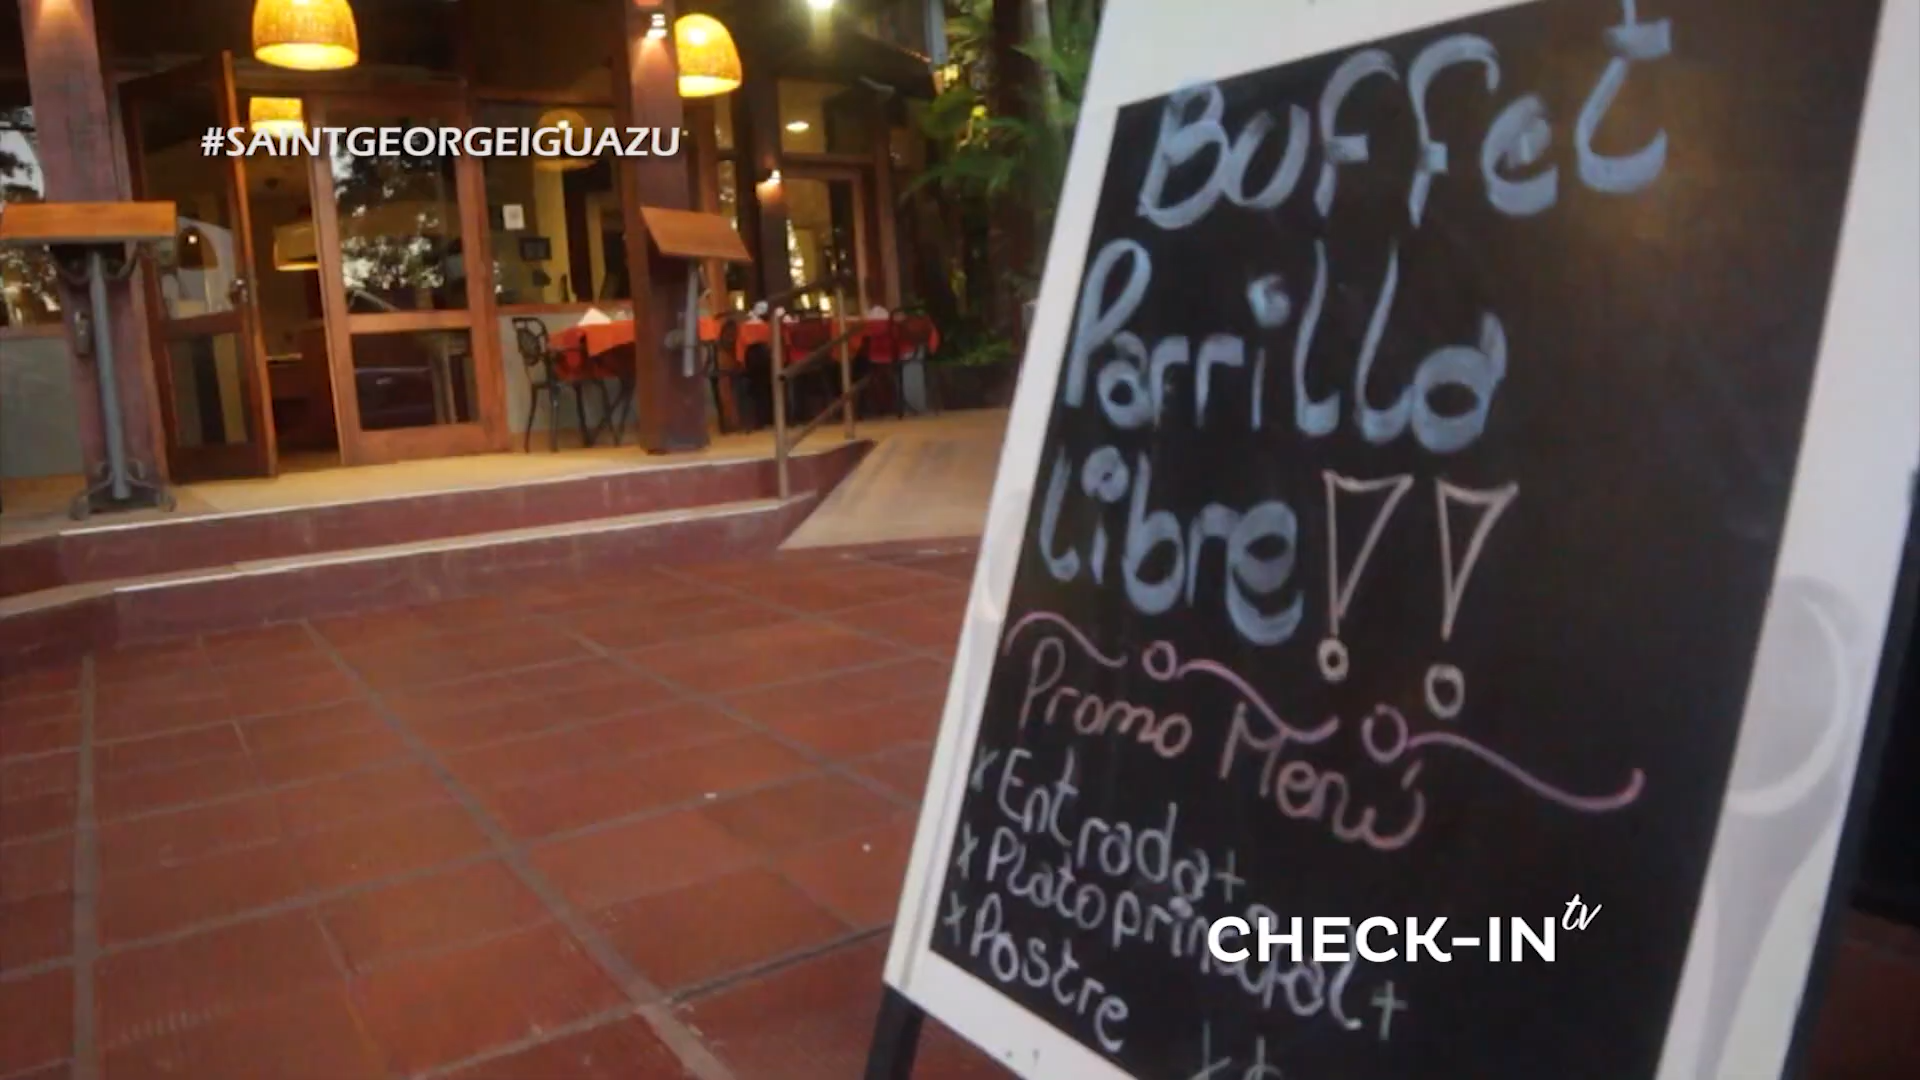 #SAINTGEORGEIGUAZU
Buffet
Parrilla
Libre!!
Promo Menú
x Entrada +
x Plato principal +
x Postre
CHECK-IN tv